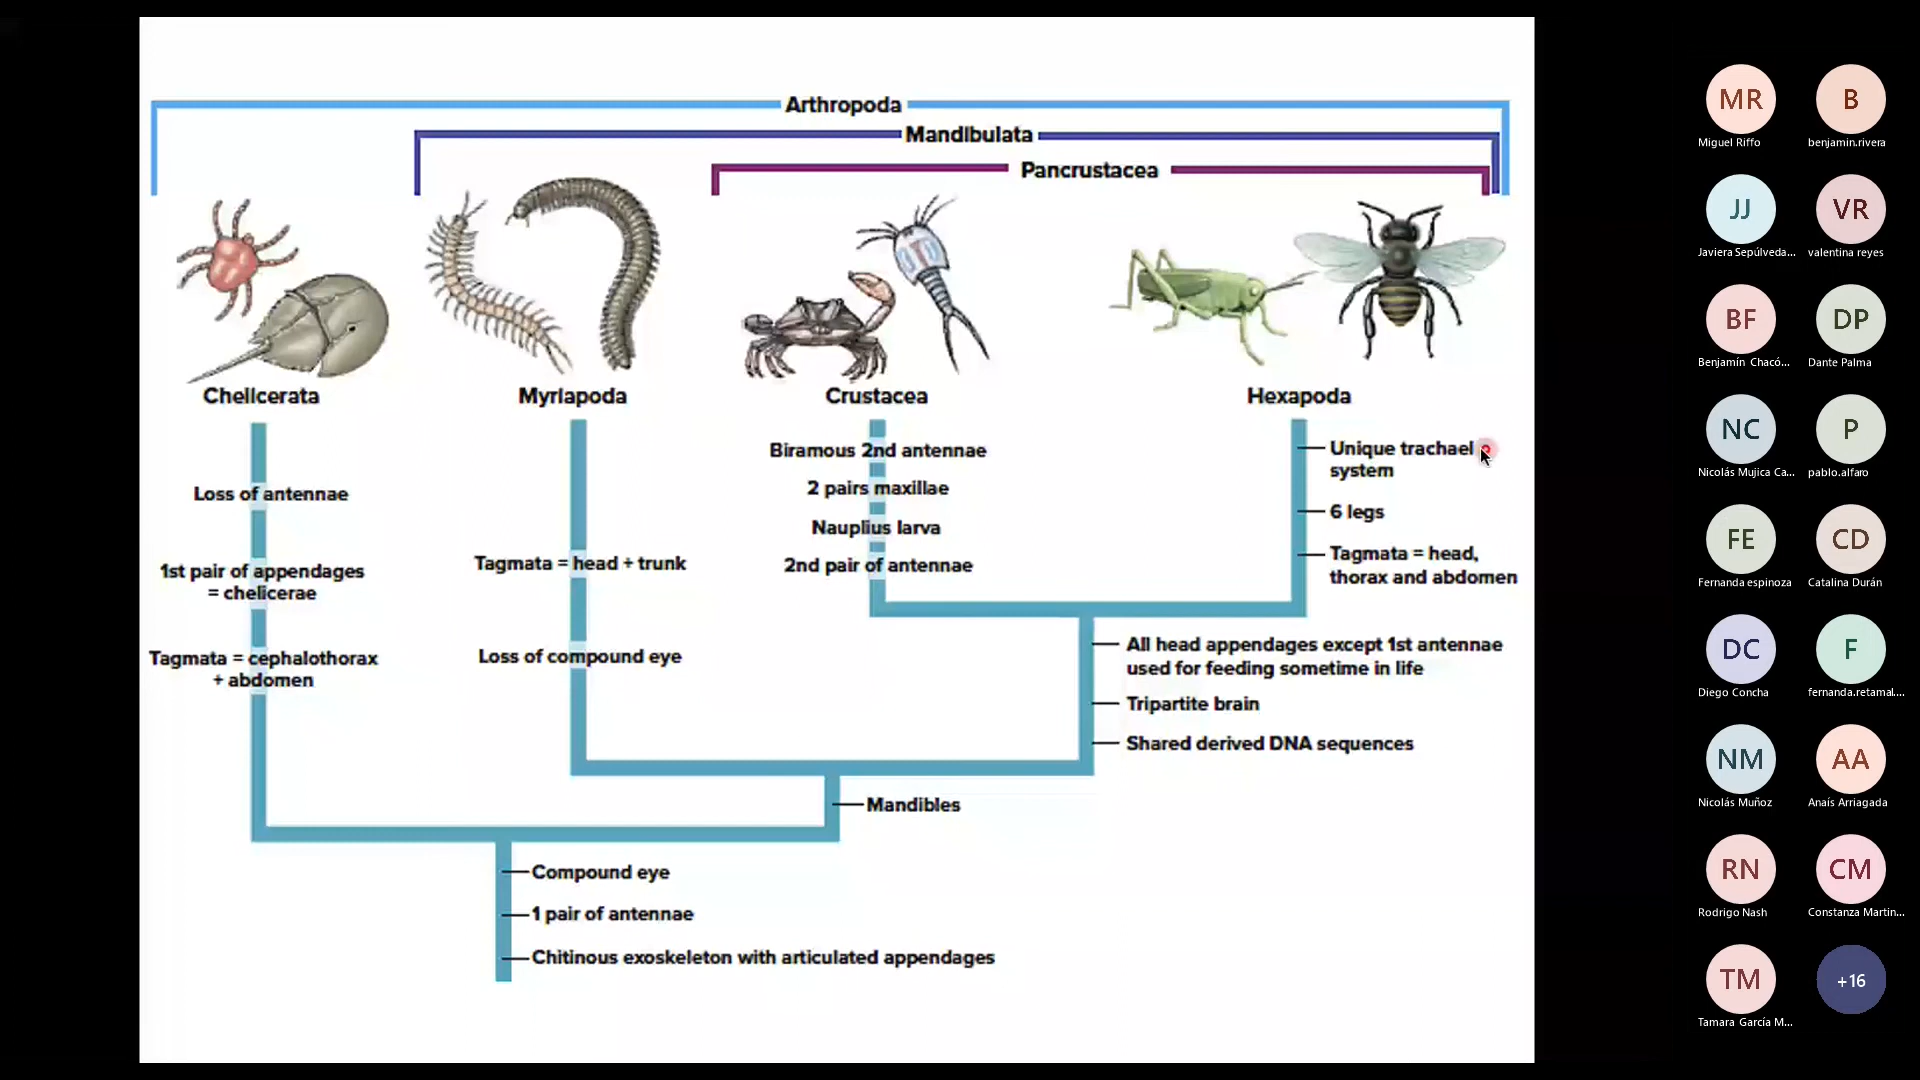 Arthropoda
Mandibulata
Pancrustacea
Chelicerata
Myriapoda
Crustacea
Hexapoda
Loss of antennae
1st pair of appendages
= chelicerae
Tagmata = cephalothorax
+ abdomen
Tagmata = head + trunk
Loss of compound eye
Biramous 2nd antennae
2 pairs maxillae
Nauplius larva
2nd pair of antennae
Unique trachael
system
6 legs
Tagmata = head,
thorax and abdomen
All head appendages except 1st antennae
used for feeding sometime in life
Tripartite brain
Shared derived DNA sequences
Mandibles
Compound eye
1 pair of antennae
Chitinous exoskeleton with articulated appendages
MR
Miguel Riffo
B
benjamin.rivera
JJ
Javiera Sepúlveda...
VR
valentina reyes
BF
Benjamín Chacó...
DP
Dante Palma
NC
Nicolás Mujica Ca...
P
pablo.alfaro
FE
Fernanda espinoza
CD
Catalina Durán
DC
Diego Concha
F
fernanda.retamal....
NM
Nicolás Muñoz
AA
Anaís Arriagada
RN
Rodrigo Nash
CM
Constanza Martin...
TM
Tamara García M...
+16